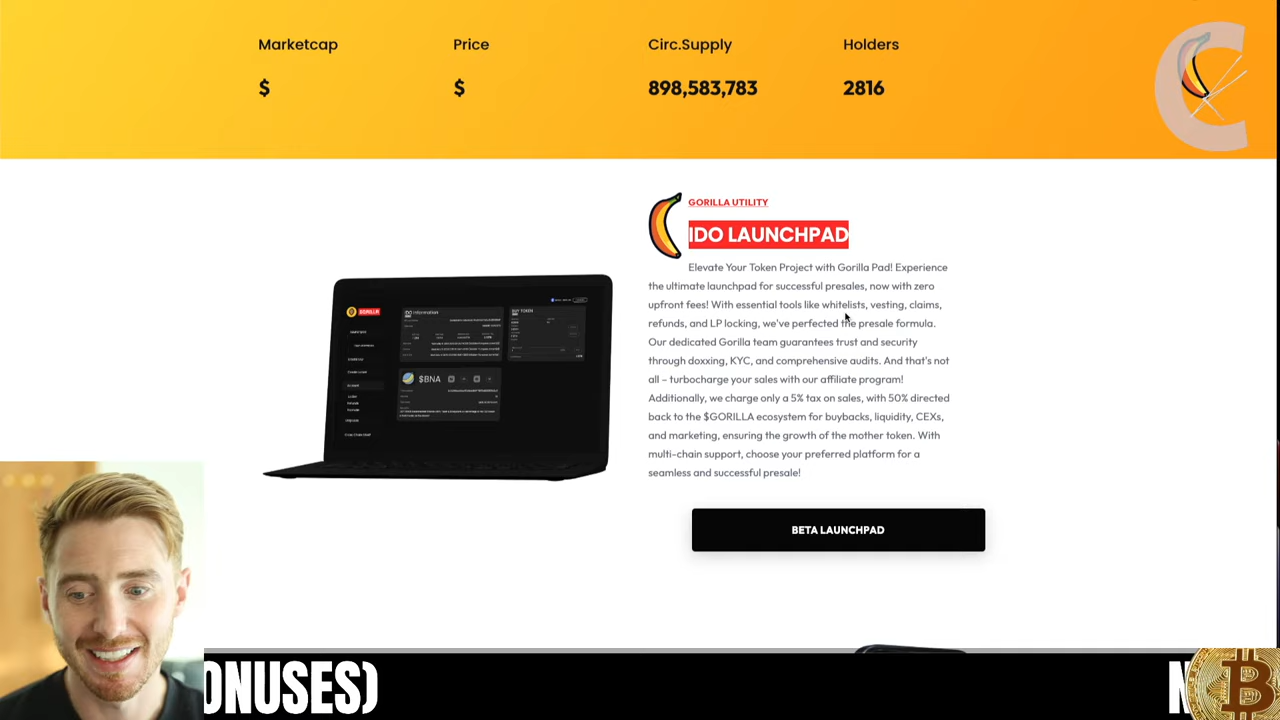 Marketcap
Price
Circ.Supply
Holders
$
$
898,583,783
2816
GORILLA UTILITY
IDO LAUNCHPAD
Elevate Your Token Project with Gorilla Pad! Experience
the ultimate launchpad for successful presales, now with zero
upfront fees! With essential tools like whitelists, vesting, claims,
refunds, and LP locking, we've perfected the presale formula.
Our dedicated Gorilla team guarantees trust and security
through doxxing, KYC, and comprehensive audits. And that's not
all – turbocharge your sales with our affiliate program!
Additionally, we charge only a 5% tax on sales, with 50% directed
back to the $GORILLA ecosystem for buybacks, liquidity, CEXs,
and marketing, ensuring the growth of the mother token. With
multi-chain support, choose your preferred platform for a
seamless and successful presale!
BETA LAUNCHPAD
GORILLA
IDO Information
BUY TOKEN
$BNA
ONUSES)
N